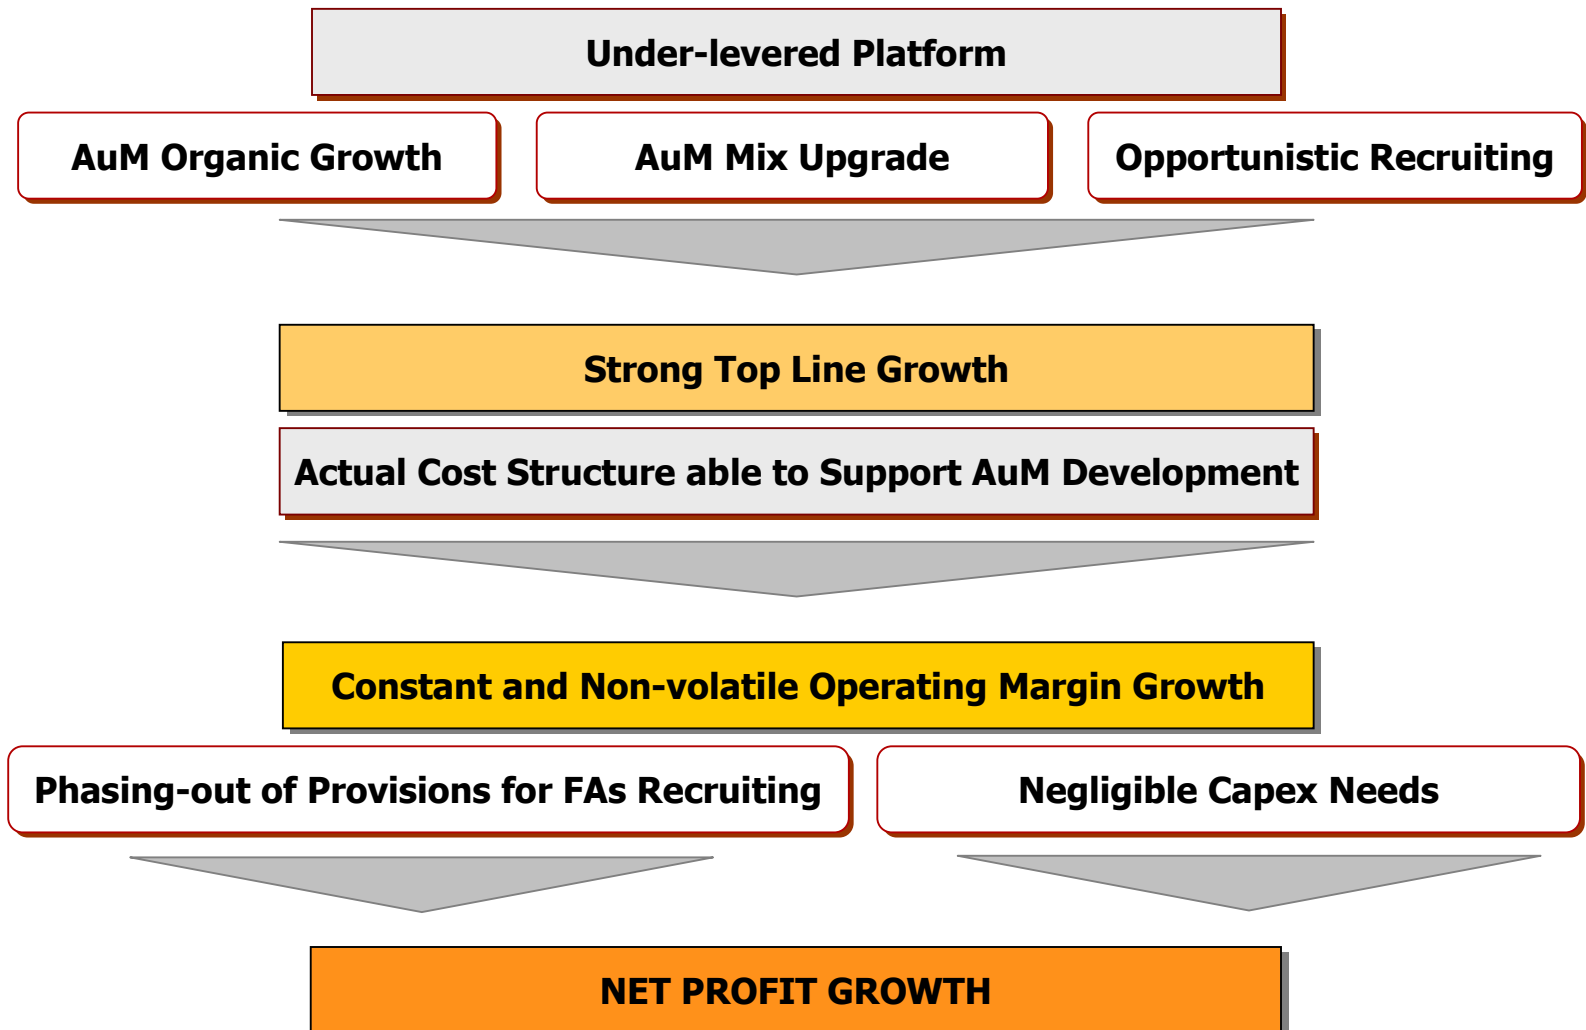 Under-levered Platform
AuM Organic Growth
AuM Mix Upgrade
Opportunistic Recruiting
Strong Top Line Growth
Actual Cost Structure able to Support AuM Development
Constant and Non-volatile Operating Margin Growth
Phasing-out of Provisions for FAs Recruiting
Negligible Capex Needs
NET PROFIT GROWTH